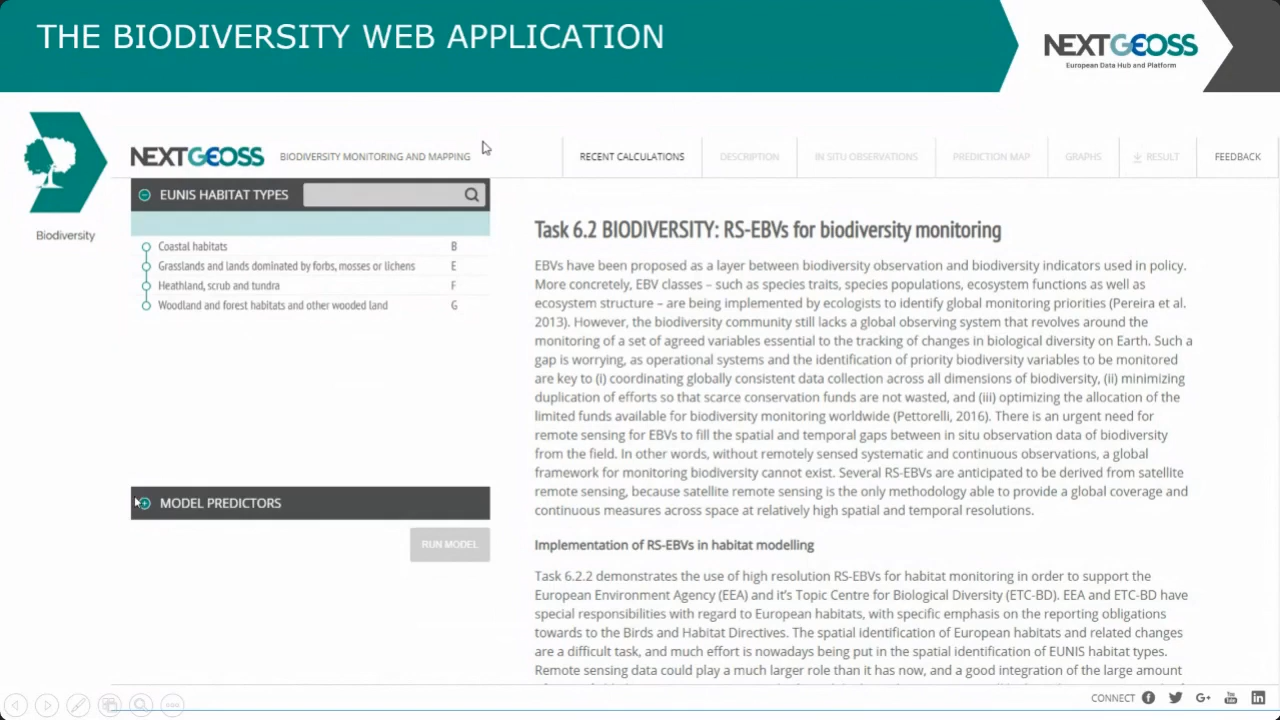 THE BIODIVERSITY WEB APPLICATION
NEXTGEOSS
European Data Hub and Platform
Biodiversity
NEXTGEOSS BIODIVERSITY MONITORING AND MAPPING
RECENT CALCULATIONS DESCRIPTION IN SITU OBSERVATIONS PREDICTION MAP GRAPHS RESULT FEEDBACK
EUNIS HABITAT TYPES
Coastal habitats B
Grasslands and lands dominated by forbs, mosses or lichens E
Heathland, scrub and tundra F
Woodland and forest habitats and other wooded land G
MODEL PREDICTORS
RUN MODEL
Task 6.2 BIODIVERSITY: RS-EBVs for biodiversity monitoring
EBVs have been proposed as a layer between biodiversity observation and biodiversity indicators used in policy.
More concretely, EBV classes – such as species traits, species populations, ecosystem functions as well as
ecosystem structure – are being implemented by ecologists to identify global monitoring priorities (Pereira et al.
2013). However, the biodiversity community still lacks a global observing system that revolves around the
monitoring of a set of agreed variables essential to the tracking of changes in biological diversity on Earth. Such a
gap is worrying, as operational systems and the identification of priority biodiversity variables to be monitored
are key to (i) coordinating globally consistent data collection across all dimensions of biodiversity, (ii) minimizing
duplication of efforts so that scarce conservation funds are not wasted, and (iii) optimizing the allocation of the
limited funds available for biodiversity monitoring worldwide (Pettorelli, 2016). There is an urgent need for
remote sensing for EBVs to fill the spatial and temporal gaps between in situ observation data of biodiversity
from the field. In other words, without remotely sensed systematic and continuous observations, a global
framework for monitoring biodiversity cannot exist. Several RS-EBVs are anticipated to be derived from satellite
remote sensing, because satellite remote sensing is the only methodology able to provide a global coverage and
continuous measures across space at relatively high spatial and temporal resolutions.
Implementation of RS-EBVs in habitat modelling
Task 6.2.2 demonstrates the use of high resolution RS-EBVs for habitat monitoring in order to support the
European Environment Agency (EEA) and it's Topic Centre for Biological Diversity (ETC-BD). EEA and ETC-BD have
special responsibilities with regard to European habitats, with specific emphasis on the reporting obligations
towards to the Birds and Habitat Directives. The spatial identification of European habitats and related changes
are a difficult task, and much effort is nowadays being put in the spatial identification of EUNIS habitat types.
Remote sensing data could play a much larger role than it has now, and a good integration of the large amount
CONNECT